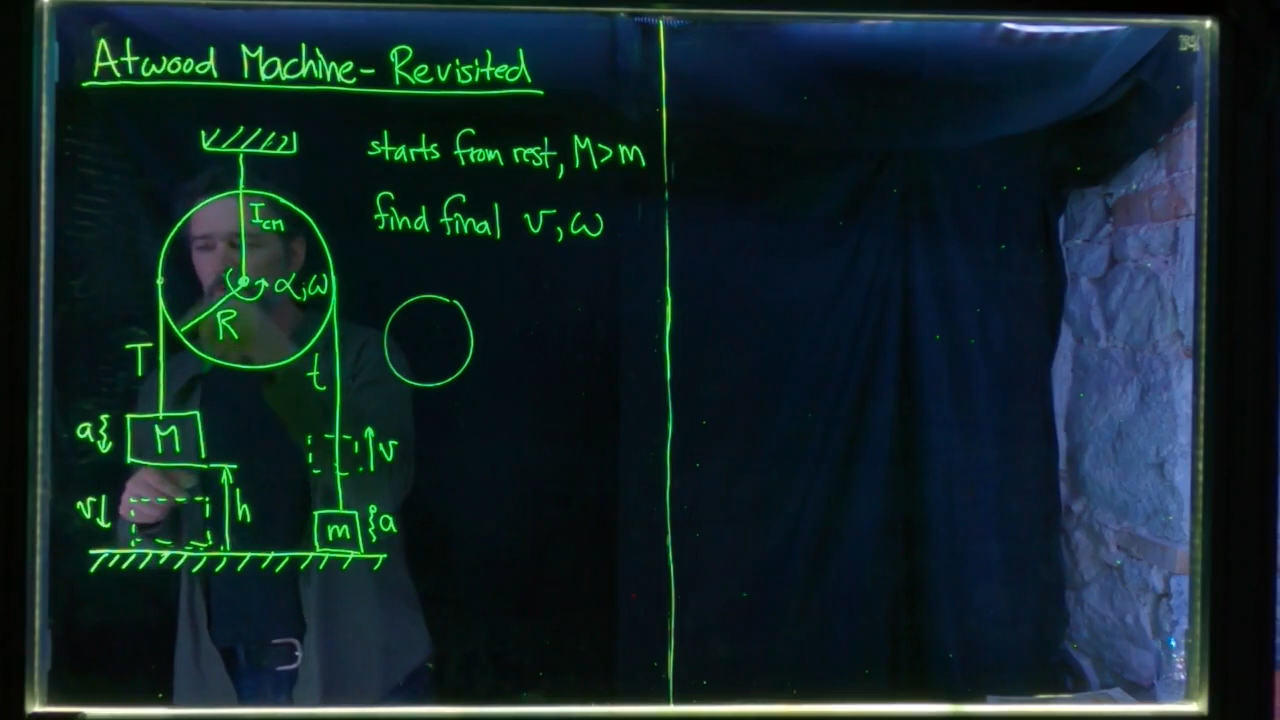 Atwood Machine - Revisited
starts from rest, M>m
find final v, ω
I_cm
α, ω
R
T
t
a
M
v
v
h
m
a